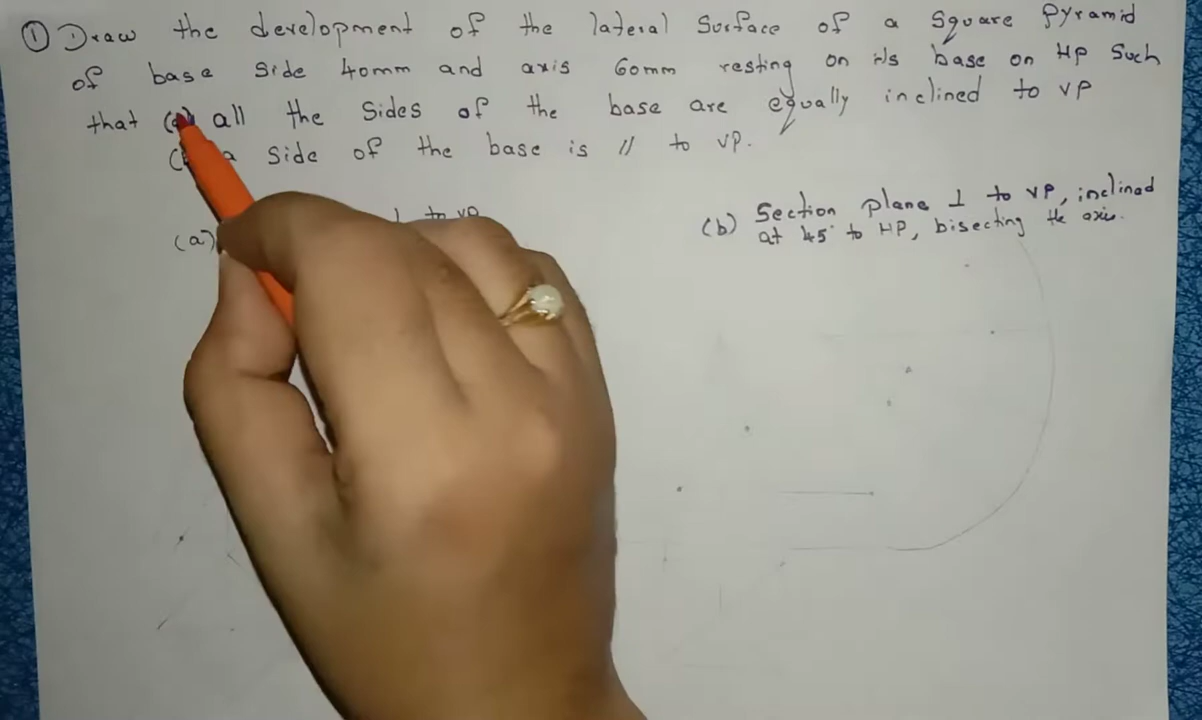 ① Draw the development of the lateral Surface of a Square Pyramid
of base side 40mm and axis 60mm resting on its base on HP Such
that all the Sides of the base are equally inclined to VP
a Side of the base is // to VP.
(a) to VP
(b) Section plane ⊥ to VP, inclined
at 45° to HP, bisecting the axis.